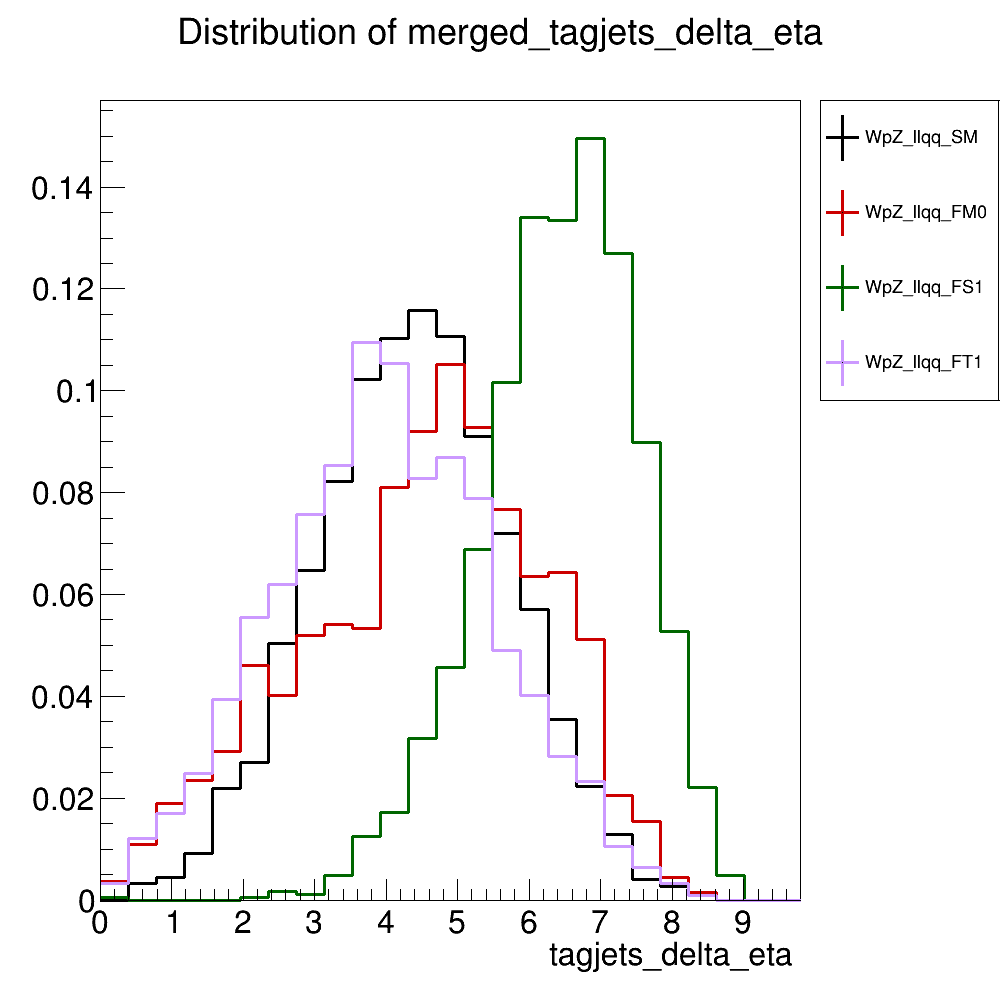 Distribution of merged_tagjets_delta_eta
WpZ_llqq_SM
WpZ_llqq_FM0
WpZ_llqq_FS1
WpZ_llqq_FT1
0.14
0.12
0.1
0.08
0.06
0.04
0.02
0
0 1 2 3 4 5 6 7 8 9
tagjets_delta_eta